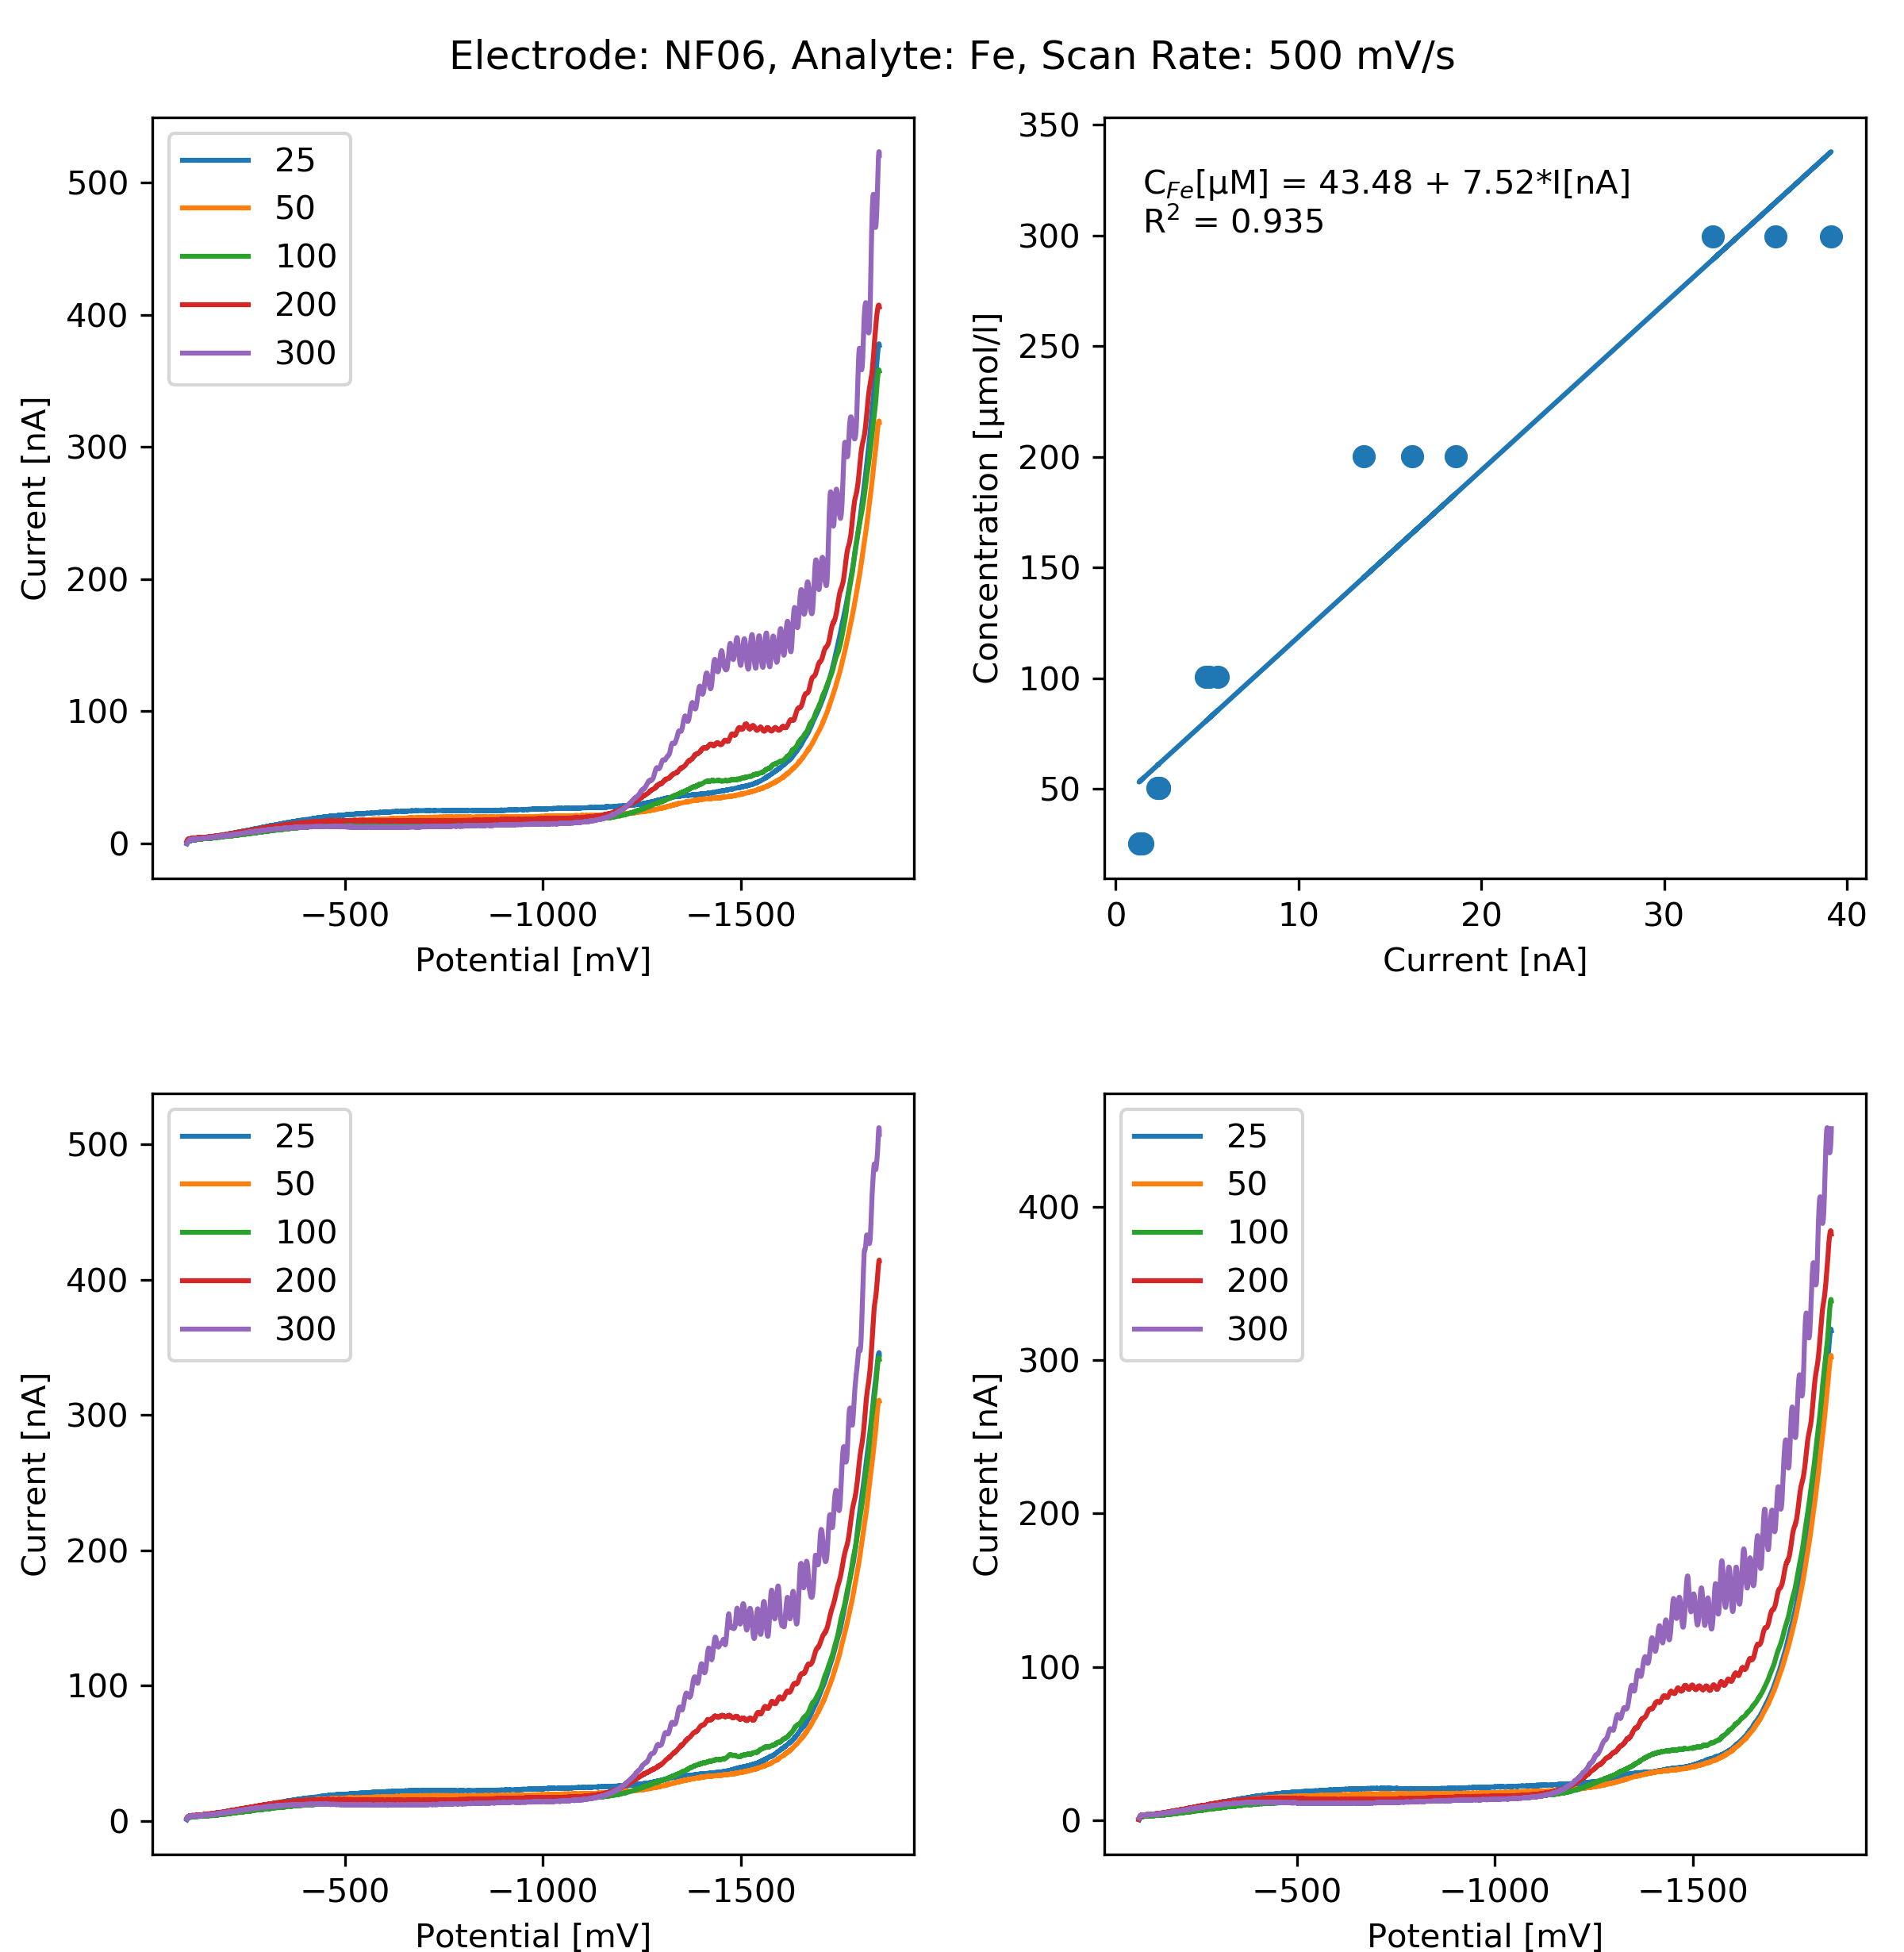 Electrode: NF06, Analyte: Fe, Scan Rate: 500 mV/s
25
50
100
200
300
500
400
300
200
100
0
Current [nA]
−500 −1000 −1500
Potential [mV]
C_Fe[µM] = 43.48 + 7.52*I[nA]
R² = 0.935
350
300
250
200
150
100
50
Concentration [µmol/l]
0 10 20 30 40
Current [nA]
25
50
100
200
300
500
400
300
200
100
0
Current [nA]
−500 −1000 −1500
Potential [mV]
25
50
100
200
300
400
300
200
100
0
Current [nA]
−500 −1000 −1500
Potential [mV]